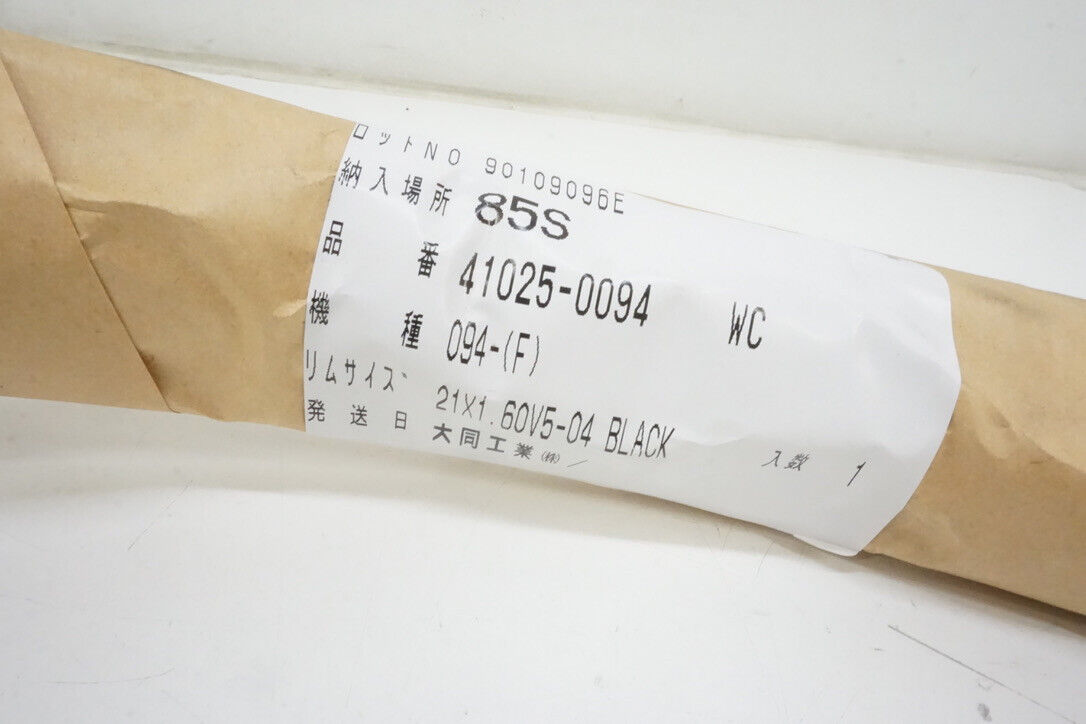 ロットNO 90109096E
納入場所 85S
品番 41025-0094 WC
機種 094-(F)
リムサイズ 21X1.60V5-04 BLACK
発送日 大同工業㈱/ 入数 1